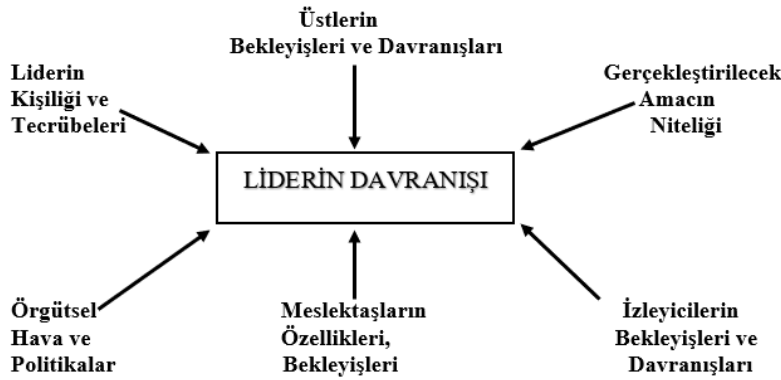 Üstlerin
Bekleyişleri ve Davranışları
Liderin
Kişiliği ve
Tecrübeleri
Gerçekleştirilecek
Amacın
Niteliği
LİDERİN DAVRANIŞI
Örgütsel
Hava ve
Politikalar
Meslektaşların
Özellikleri,
Bekleyişleri
İzleyicilerin
Bekleyişleri ve
Davranışları